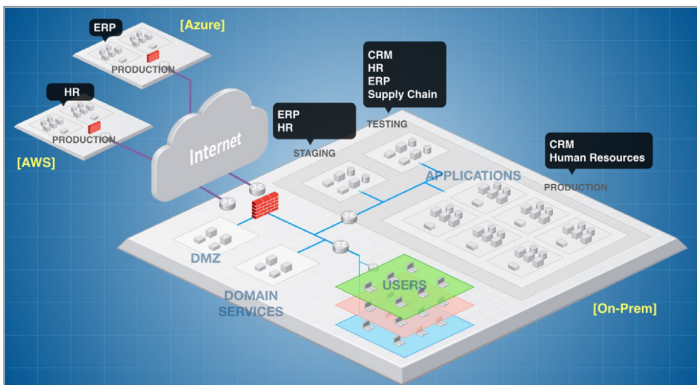 [Azure]
ERP
PRODUCTION
HR
PRODUCTION
[AWS]
Internet
CRM
HR
ERP
Supply Chain
TESTING
ERP
HR
STAGING
APPLICATIONS
CRM
Human Resources
PRODUCTION
DMZ
DOMAIN
SERVICES
USERS
[On-Prem]